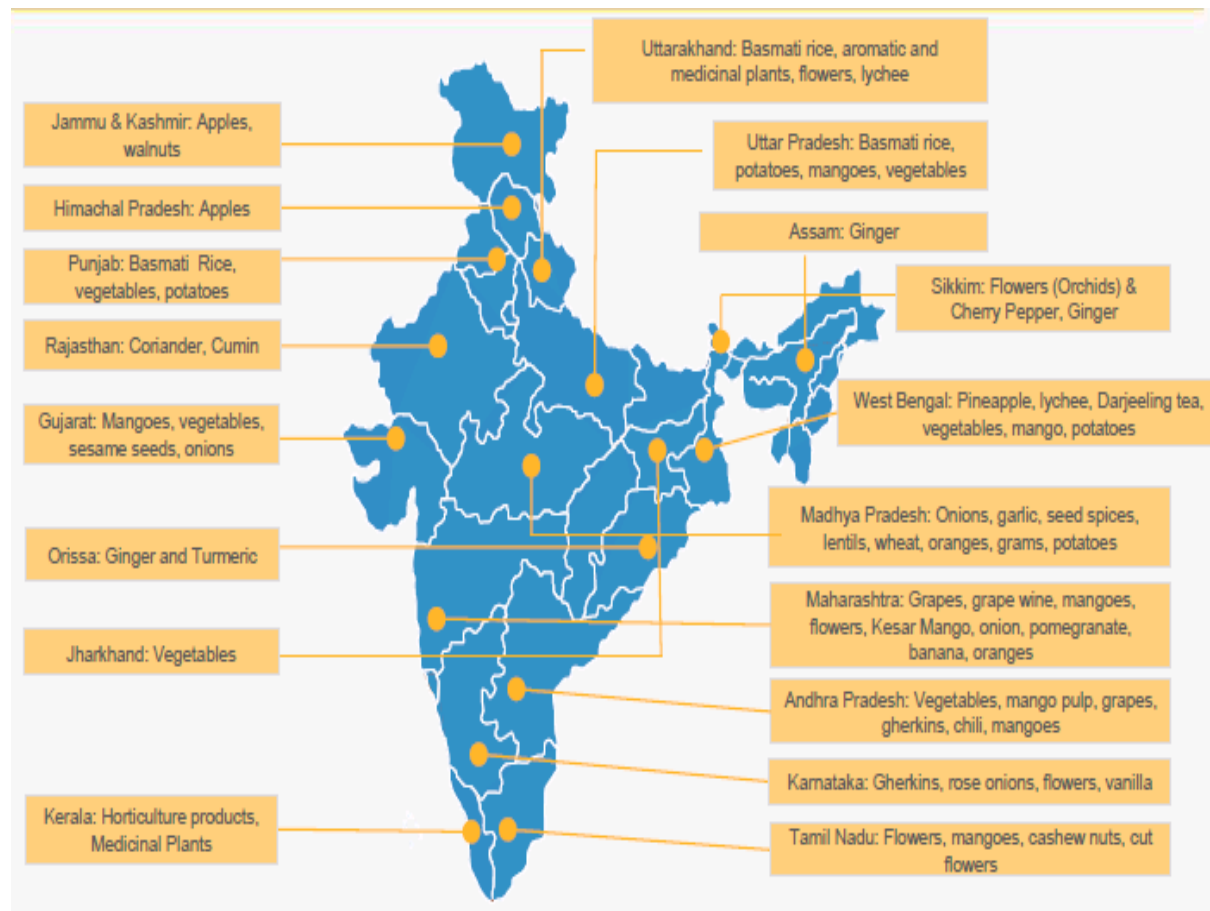 Uttarakhand: Basmati rice, aromatic and
medicinal plants, flowers, lychee
Jammu & Kashmir: Apples,
walnuts
Uttar Pradesh: Basmati rice,
potatoes, mangoes, vegetables
Himachal Pradesh: Apples
Assam: Ginger
Punjab: Basmati Rice,
vegetables, potatoes
Sikkim: Flowers (Orchids) &
Cherry Pepper, Ginger
Rajasthan: Coriander, Cumin
West Bengal: Pineapple, lychee, Darjeeling tea,
vegetables, mango, potatoes
Gujarat: Mangoes, vegetables,
sesame seeds, onions
Madhya Pradesh: Onions, garlic, seed spices,
lentils, wheat, oranges, grams, potatoes
Orissa: Ginger and Turmeric
Maharashtra: Grapes, grape wine, mangoes,
flowers, Kesar Mango, onion, pomegranate,
banana, oranges
Jharkhand: Vegetables
Andhra Pradesh: Vegetables, mango pulp, grapes,
gherkins, chili, mangoes
Karnataka: Gherkins, rose onions, flowers, vanilla
Kerala: Horticulture products,
Medicinal Plants
Tamil Nadu: Flowers, mangoes, cashew nuts, cut
flowers